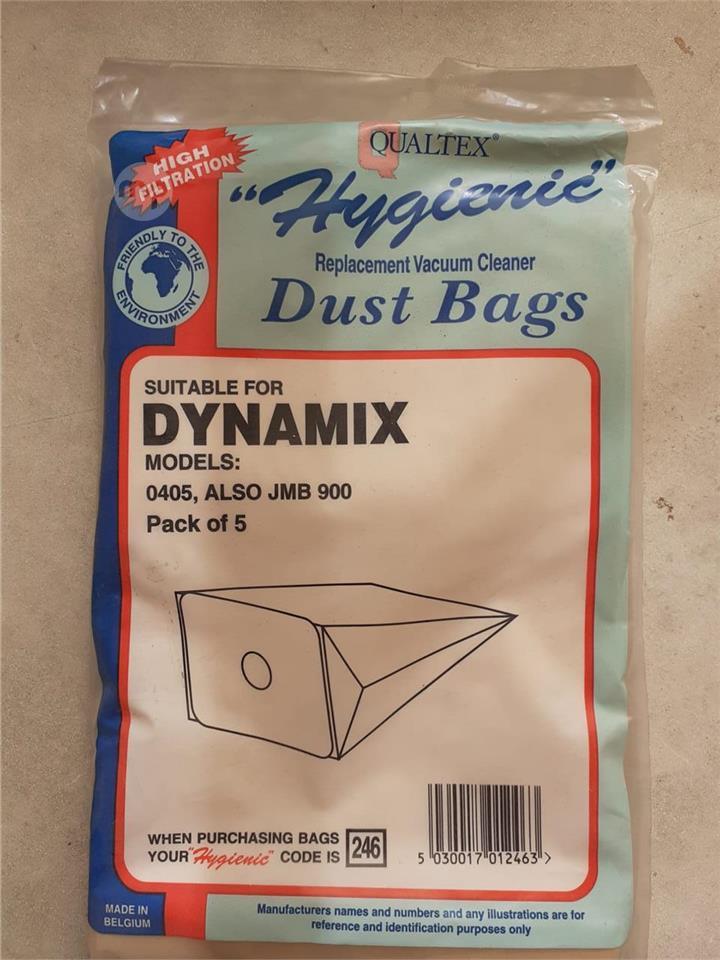 QUALTEX®
HIGH
FILTRATION
"Hygienic"
FRIENDLY TO THE
ENVIRONMENT
Replacement Vacuum Cleaner
Dust Bags
SUITABLE FOR
DYNAMIX
MODELS:
0405, ALSO JMB 900
Pack of 5
WHEN PURCHASING BAGS
YOUR "Hygienic" CODE IS 246
5 030017 012463 >
MADE IN
BELGIUM
Manufacturers names and numbers and any illustrations are for
reference and identification purposes only